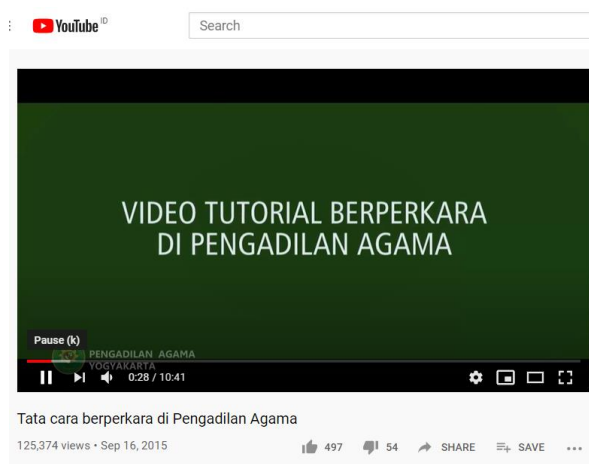 YouTube ID
Search
VIDEO TUTORIAL BERPERKARA
DI PENGADILAN AGAMA
Pause (k)
PENGADILAN AGAMA
YOGYAKARTA
0:28 / 10:41
Tata cara berperkara di Pengadilan Agama
125,374 views • Sep 16, 2015
497 54 SHARE SAVE